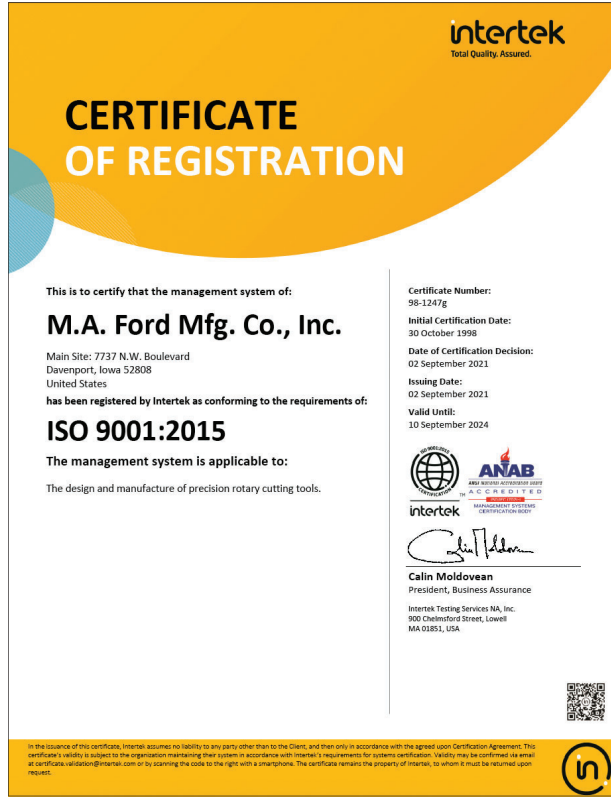 intertek
Total Quality. Assured.
CERTIFICATE
OF REGISTRATION
This is to certify that the management system of:
M.A. Ford Mfg. Co., Inc.
Main Site: 7737 N.W. Boulevard
Davenport, Iowa 52808
United States
has been registered by Intertek as conforming to the requirements of:
ISO 9001:2015
The management system is applicable to:
The design and manufacture of precision rotary cutting tools.
Certificate Number:
98-1247g
Initial Certification Date:
30 October 1998
Date of Certification Decision:
02 September 2021
Issuing Date:
02 September 2021
Valid Until:
10 September 2024
ISO 9001:2015
CERTIFICATION
TM
intertek
ANAB
ANSI NATIONAL ACCREDITATION BOARD
ACCREDITED
MANAGEMENT SYSTEMS
CERTIFICATION BODY
Calin Moldovean
President, Business Assurance
Intertek Testing Services NA, Inc.
900 Chelmsford Street, Lowell
MA 01851, USA
In the issuance of this certificate, Intertek assumes no liability to any party other than to the Client, and then only in accordance with the agreed upon Certification Agreement. This
certificate's validity is subject to the organization maintaining their system in accordance with Intertek's requirements for systems certification. Validity may be confirmed via email
at certificate.validation@intertek.com or by scanning the code to the right with a smartphone. The certificate remains the property of Intertek, to whom it must be returned upon
request.
in